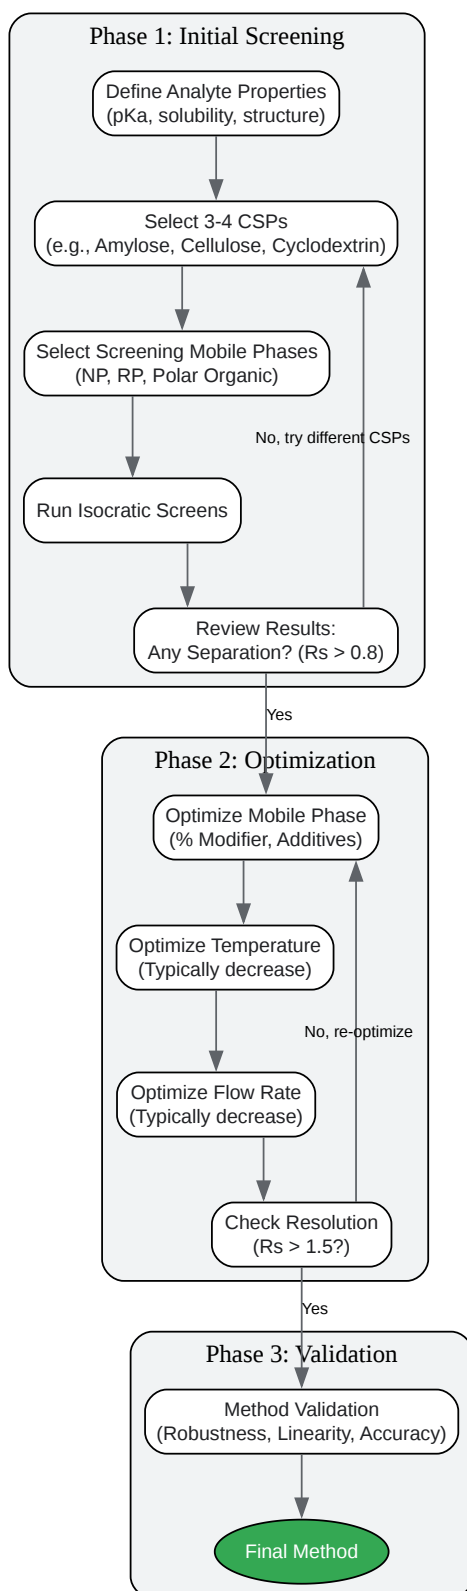 Phase 1: Initial Screening
Define Analyte Properties
(pKa, solubility, structure)
Select 3-4 CSPs
(e.g., Amylose, Cellulose, Cyclodextrin)
Select Screening Mobile Phases
(NP, RP, Polar Organic)
No, try different CSPs
Run Isocratic Screens
Review Results:
Any Separation? (Rs > 0.8)
Yes
Phase 2: Optimization
Optimize Mobile Phase
(% Modifier, Additives)
Optimize Temperature
(Typically decrease)
No, re-optimize
Optimize Flow Rate
(Typically decrease)
Check Resolution
(Rs > 1.5?)
Yes
Phase 3: Validation
Method Validation
(Robustness, Linearity, Accuracy)
Final Method